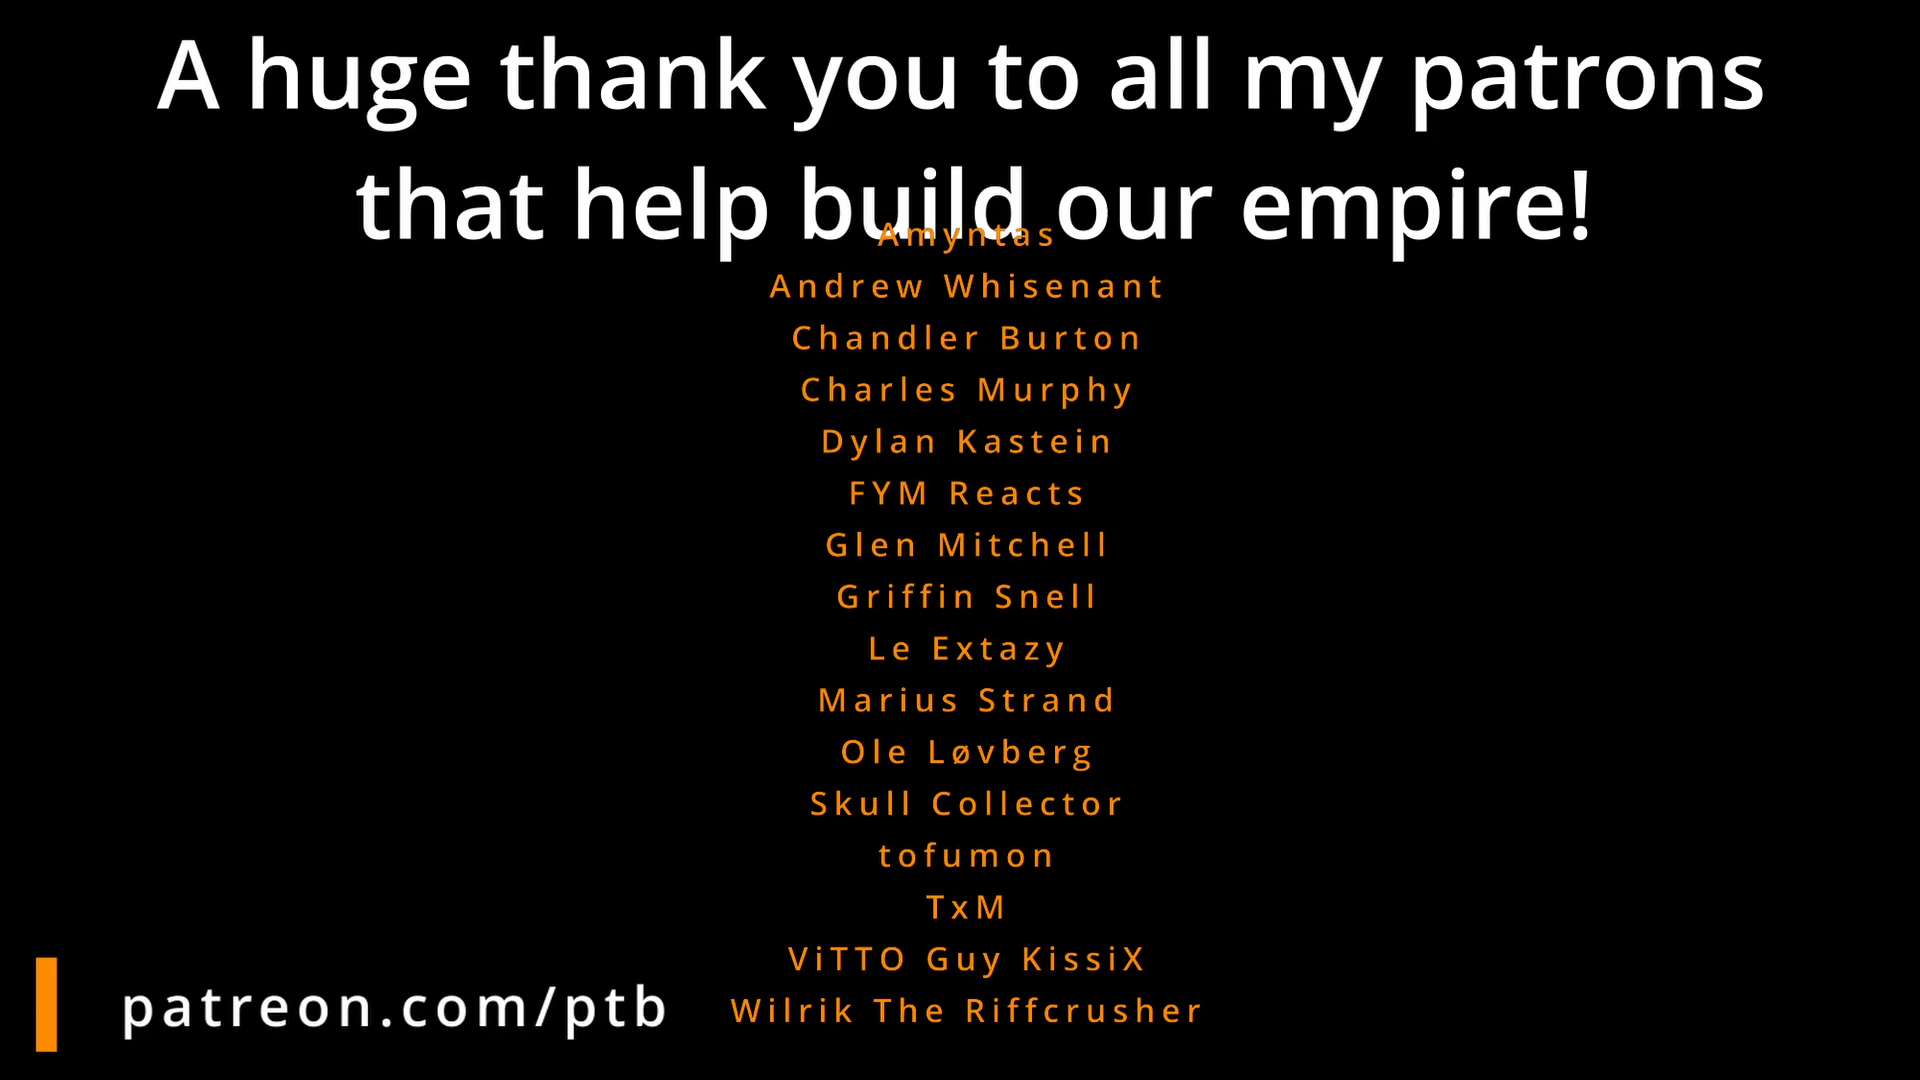 A huge thank you to all my patrons
that help build our empire!
Amyntas
Andrew Whisenant
Chandler Burton
Charles Murphy
Dylan Kastein
FYM Reacts
Glen Mitchell
Griffin Snell
Le Extazy
Marius Strand
Ole Løvberg
Skull Collector
tofumon
TxM
ViTTO Guy KissiX
Wilrik The Riffcrusher
patreon.com/ptb